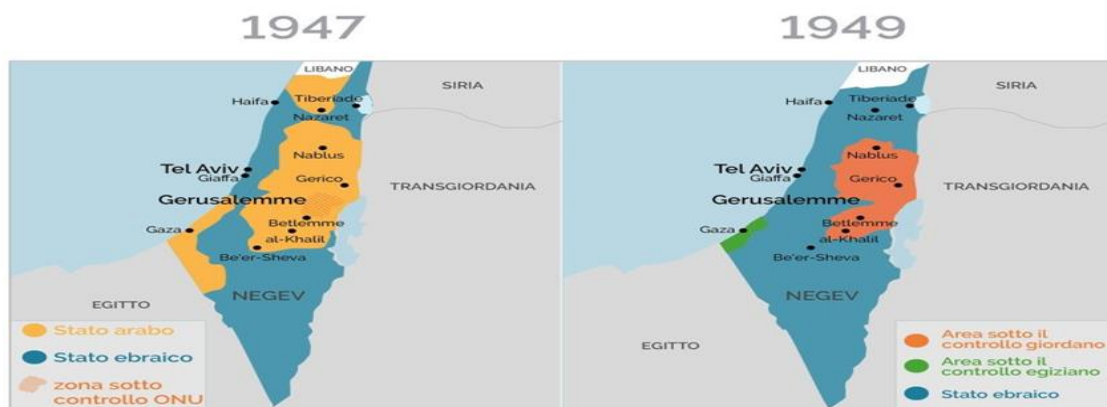 1947
LIBANO
SIRIA
Haifa
Tiberiade
Nazaret
Nablus
Tel Aviv
Giaffa
Gerico
TRANSGIORDANIA
Gerusalemme
Betlemme
Gaza
al-Khalil
Be'er-Sheva
NEGEV
EGITTO
Stato arabo
Stato ebraico
zona sotto
controllo ONU
1949
LIBANO
SIRIA
Haifa
Tiberiade
Nazaret
Nablus
Tel Aviv
Giaffa
Gerico
TRANSGIORDANIA
Gerusalemme
Betlemme
Gaza
al-Khalil
Be'er-Sheva
NEGEV
EGITTO
Area sotto il
controllo giordano
Area sotto il
controllo egiziano
Stato ebraico